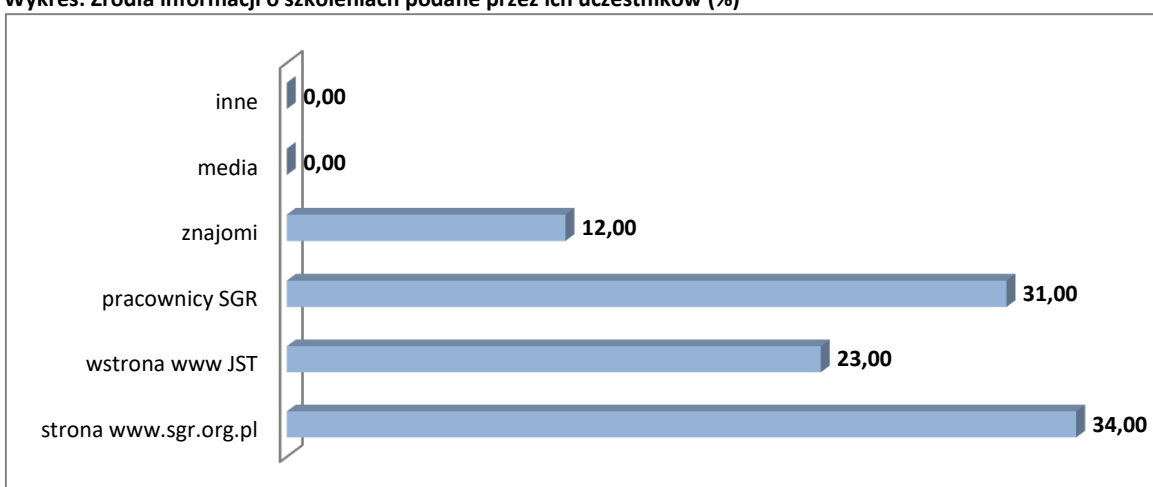 Wykres: Źródła informacji o szkoleniach podane przez ich uczestników (%)
inne 0,00
media 0,00
znajomi 12,00
pracownicy SGR 31,00
wstrona www JST 23,00
strona www.sgr.org.pl 34,00